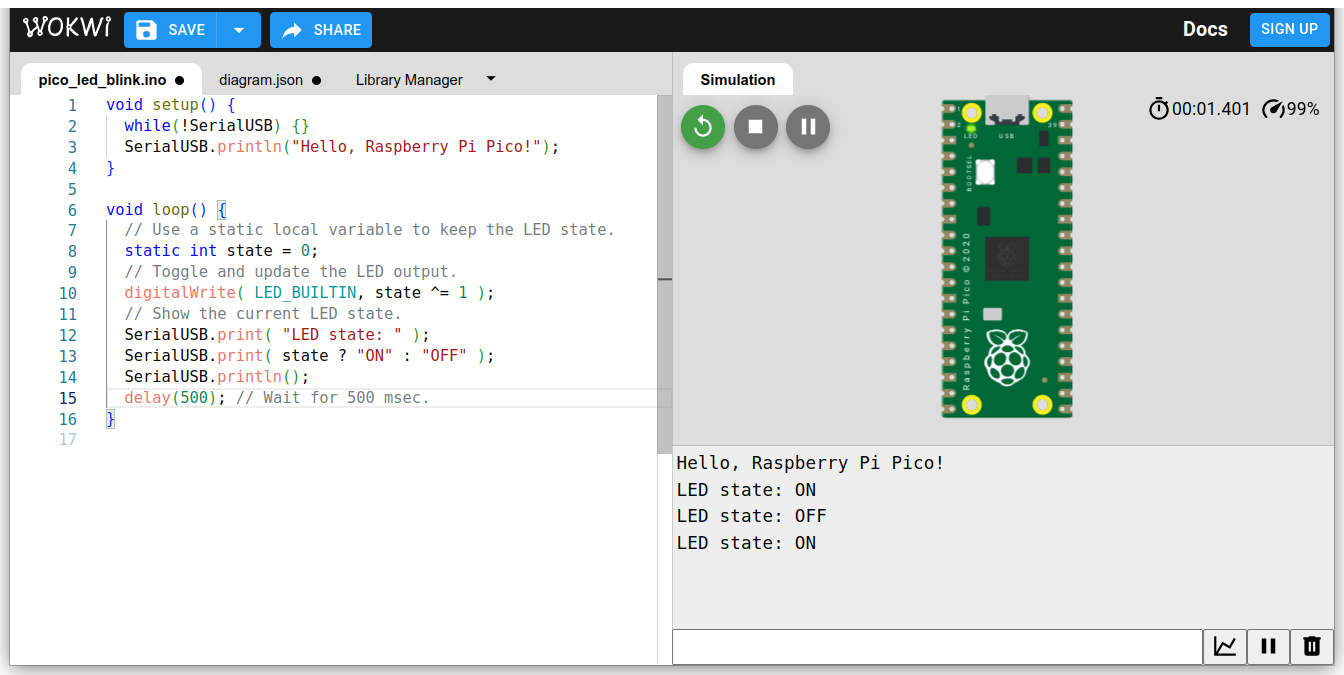 WOKWi SAVE SHARE Docs SIGN UP
pico_led_blink.ino ● diagram.json ● Library Manager
1 void setup() {
2 while(!SerialUSB) {}
3 SerialUSB.println("Hello, Raspberry Pi Pico!");
4 }
5
6 void loop() {
7 // Use a static local variable to keep the LED state.
8 static int state = 0;
9 // Toggle and update the LED output.
10 digitalWrite( LED_BUILTIN, state ^= 1 );
11 // Show the current LED state.
12 SerialUSB.print( "LED state: " );
13 SerialUSB.print( state ? "ON" : "OFF" );
14 SerialUSB.println();
15 delay(500); // Wait for 500 msec.
16 }
17
Simulation
00:01.401 99%
1
2 39
LED USB
BOOTSEL
Raspberry Pi Pico © 2020
Hello, Raspberry Pi Pico!
LED state: ON
LED state: OFF
LED state: ON